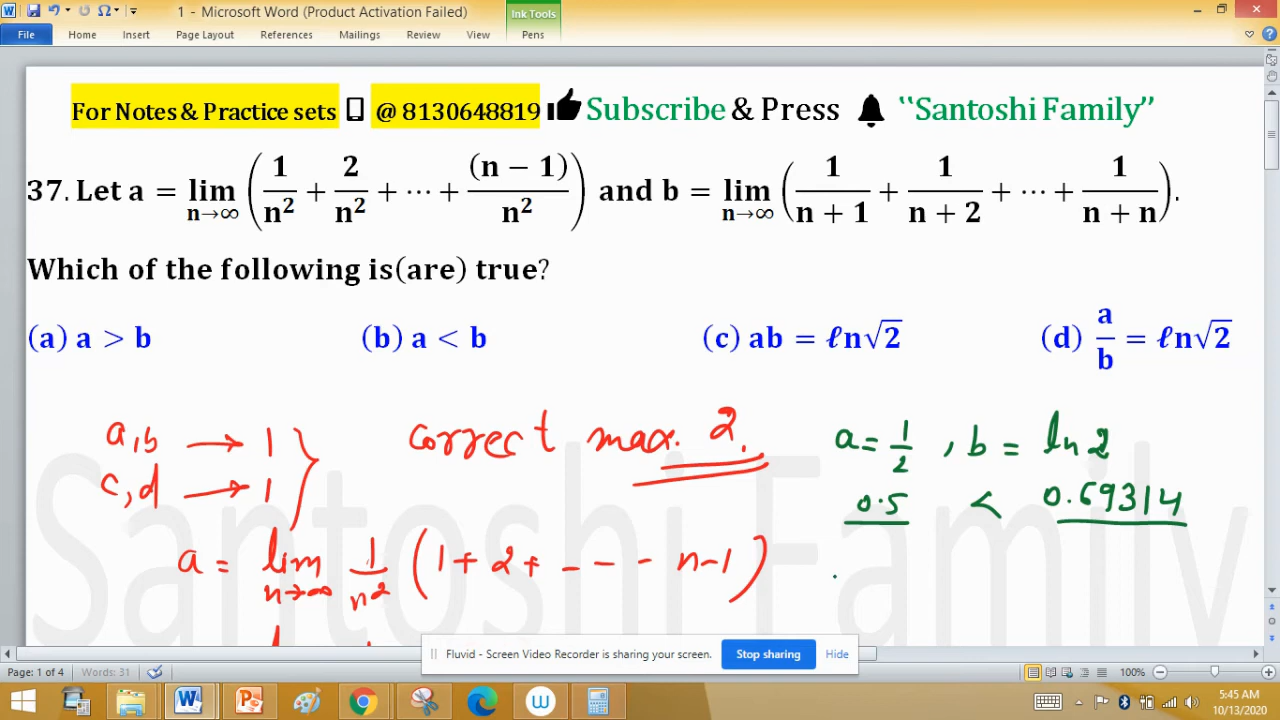 1 - Microsoft Word (Product Activation Failed)
Ink Tools
File Home Insert Page Layout References Mailings Review View Pens
For Notes & Practice sets @ 8130648819 Subscribe & Press "Santoshi Family"
37. Let a = lim n→∞ (1/n² + 2/n² + ⋯ + (n − 1)/n²) and b = lim n→∞ (1/(n + 1) + 1/(n + 2) + ⋯ + 1/(n + n)).
Which of the following is(are) true?
(a) a > b (b) a < b (c) ab = ℓn√2 (d) a/b = ℓn√2
a,b → 1 } correct max. 2. a = 1/2 , b = ln 2
c,d → 1 0.5 < 0.69314
a = lim n→∞ 1/n² (1 + 2 + - - - - n-1)
Santoshi Family
Fluvid - Screen Video Recorder is sharing your screen. Stop sharing Hide
Page: 1 of 4 Words: 31 100%
5:45 AM
10/13/2020